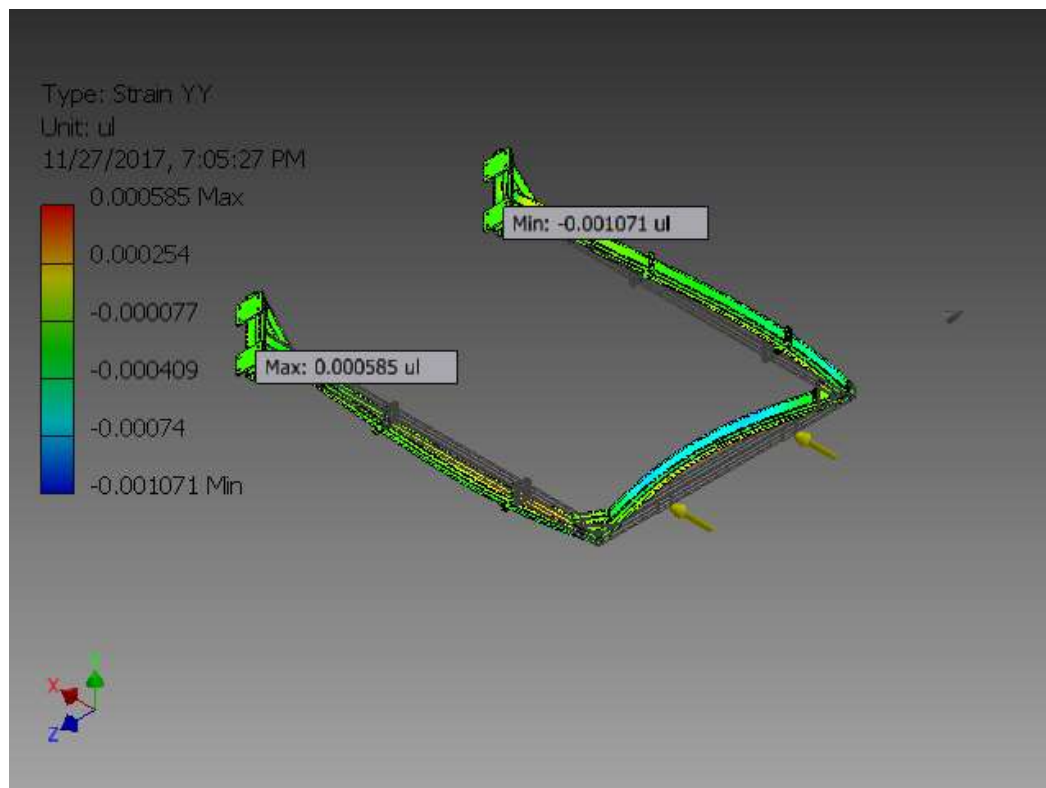 Type: Strain YY
Unit: ul
11/27/2017, 7:05:27 PM
0.000585 Max
0.000254
-0.000077
-0.000409
-0.00074
-0.001071 Min
Min: -0.001071 ul
Max: 0.000585 ul
X
Z